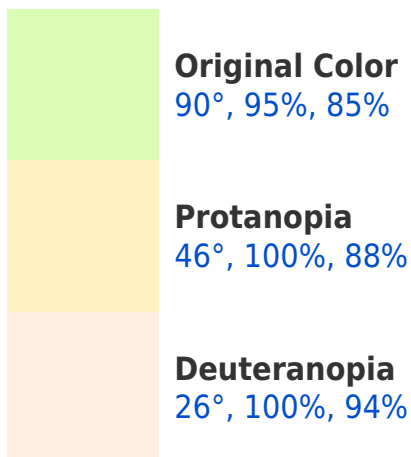 Original Color
90°, 95%, 85%
Protanopia
46°, 100%, 88%
Deuteranopia
26°, 100%, 94%